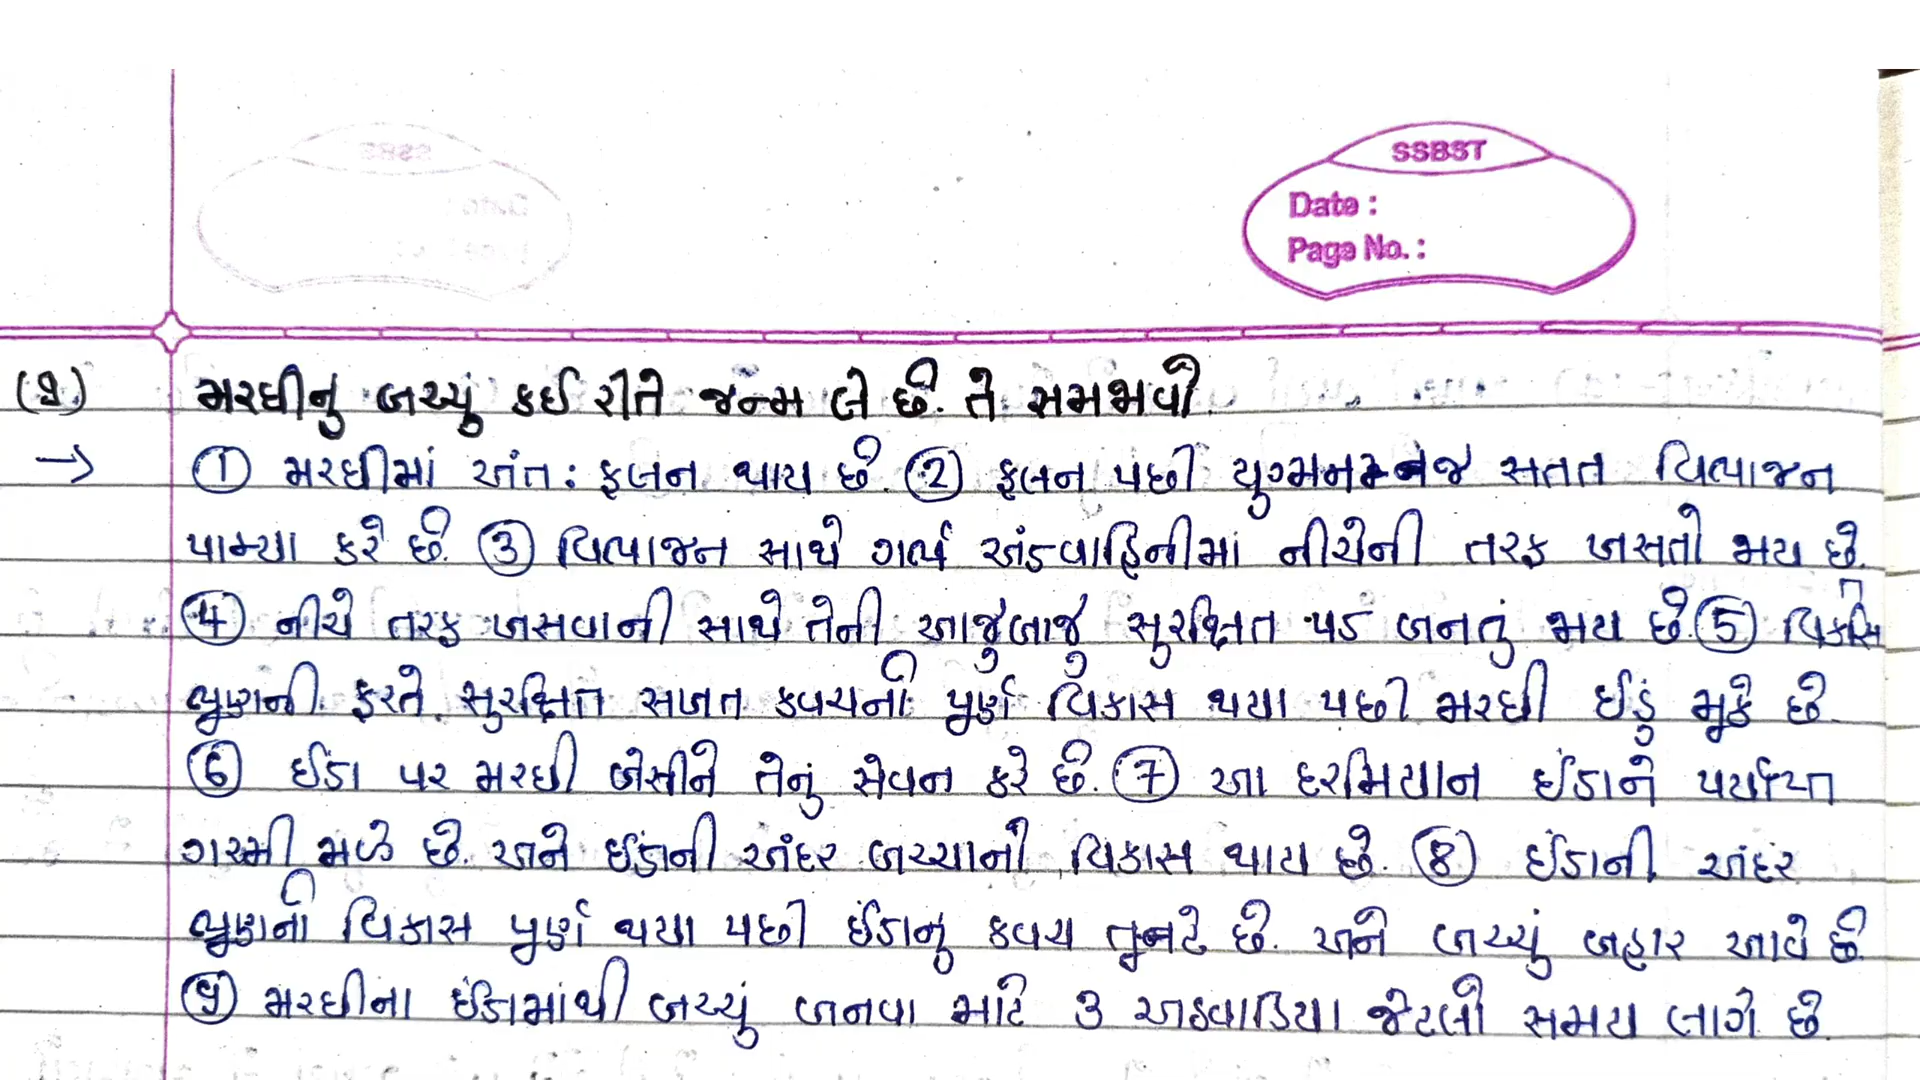 SSBST
Date :
Page No. :
(૨) મરઘીનું બચ્ચું કઈ રીતે જન્મ લે છે. તે સમજાવો.
→ ① મરઘીમાં અંત: ફલન થાય છે. ② ફલન પછી યુગ્મનજ સતત વિભાજન
પામ્યા કરે છે. ③ વિભાજન સાથે ગર્ભ અંડવાહિનીમાં નીચેની તરફ ખસતો જાય છે.
④ નીચે તરફ ખસવાની સાથે તેની આજુબાજુ સુરક્ષિત પડ બનતું જાય છે. ⑤ વિકસિત
ભ્રૂણની ફરતે સુરક્ષિત સખત કવચનો પૂર્ણ વિકાસ થયા પછી મરઘી ઈંડું મૂકે છે.
⑥ ઈંડા પર મરઘી બેસીને તેનું સેવન કરે છે. ⑦ આ દરમિયાન ઈંડાને પર્યાપ્ત
ગરમી મળે છે. અને ઈંડાની અંદર બચ્ચાનો વિકાસ થાય છે. ⑧ ઈંડાની અંદર
ભ્રૂણનો વિકાસ પૂર્ણ થયા પછી ઈંડાનું કવચ તૂટે છે. અને બચ્ચું બહાર આવે છે.
⑨ મરઘીના ઈંડામાંથી બચ્ચું બનવા માટે ૩ અઠવાડિયા જેટલો સમય લાગે છે.